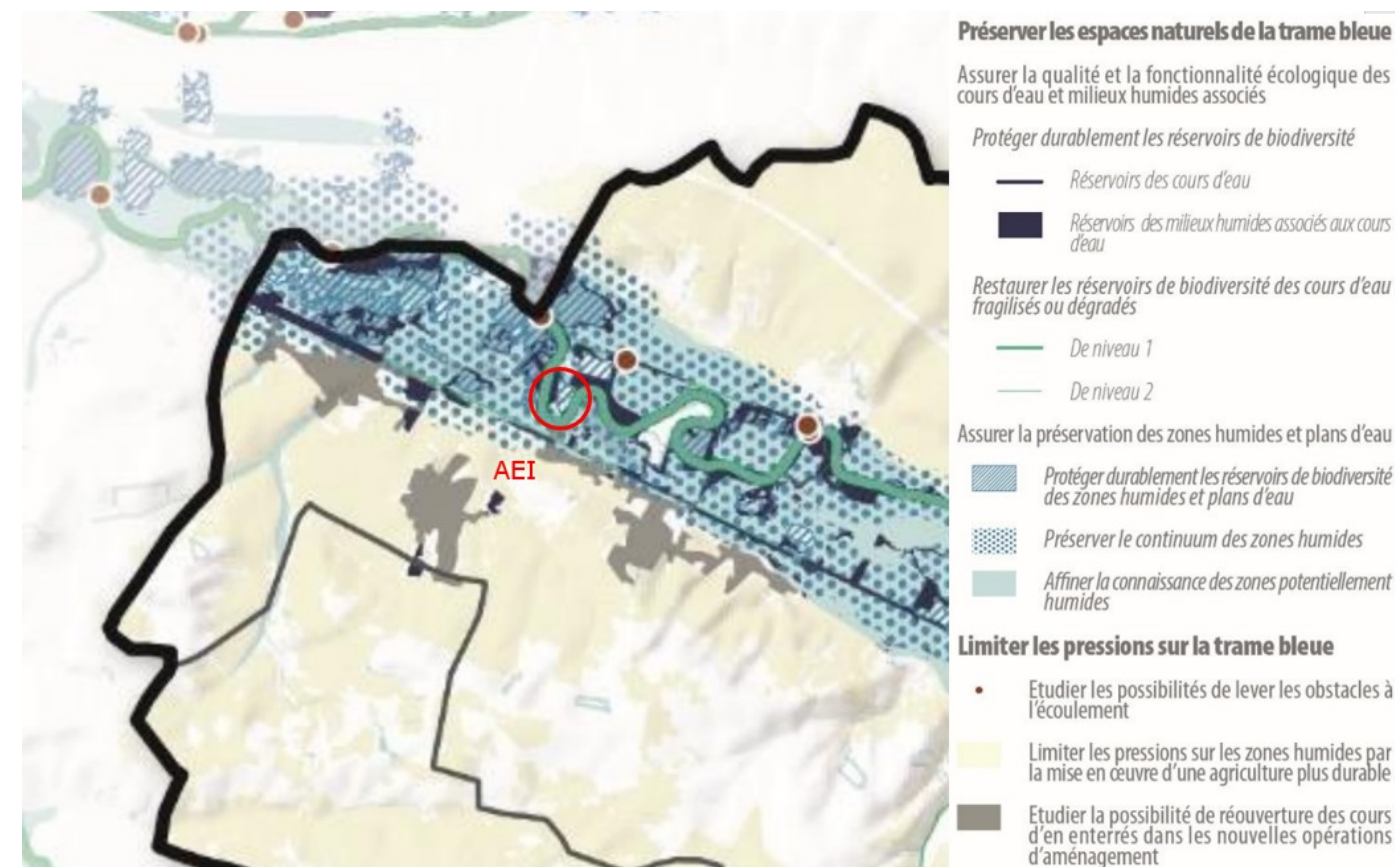 AEI
Préserver les espaces naturels de la trame bleue
Assurer la qualité et la fonctionnalité écologique des
cours d'eau et milieux humides associés
Protéger durablement les réservoirs de biodiversité
Réservoirs des cours d'eau
Réservoirs des milieux humides associés aux cours
d'eau
Restaurer les réservoirs de biodiversité des cours d'eau
fragilisés ou dégradés
De niveau 1
De niveau 2
Assurer la préservation des zones humides et plans d'eau
Protéger durablement les réservoirs de biodiversité
des zones humides et plans d'eau
Préserver le continuum des zones humides
Affiner la connaissance des zones potentiellement
humides
Limiter les pressions sur la trame bleue
Etudier les possibilités de lever les obstacles à
l'écoulement
Limiter les pressions sur les zones humides par
la mise en œuvre d'une agriculture plus durable
Etudier la possibilité de réouverture des cours
d'en enterrés dans les nouvelles opérations
d'aménagement